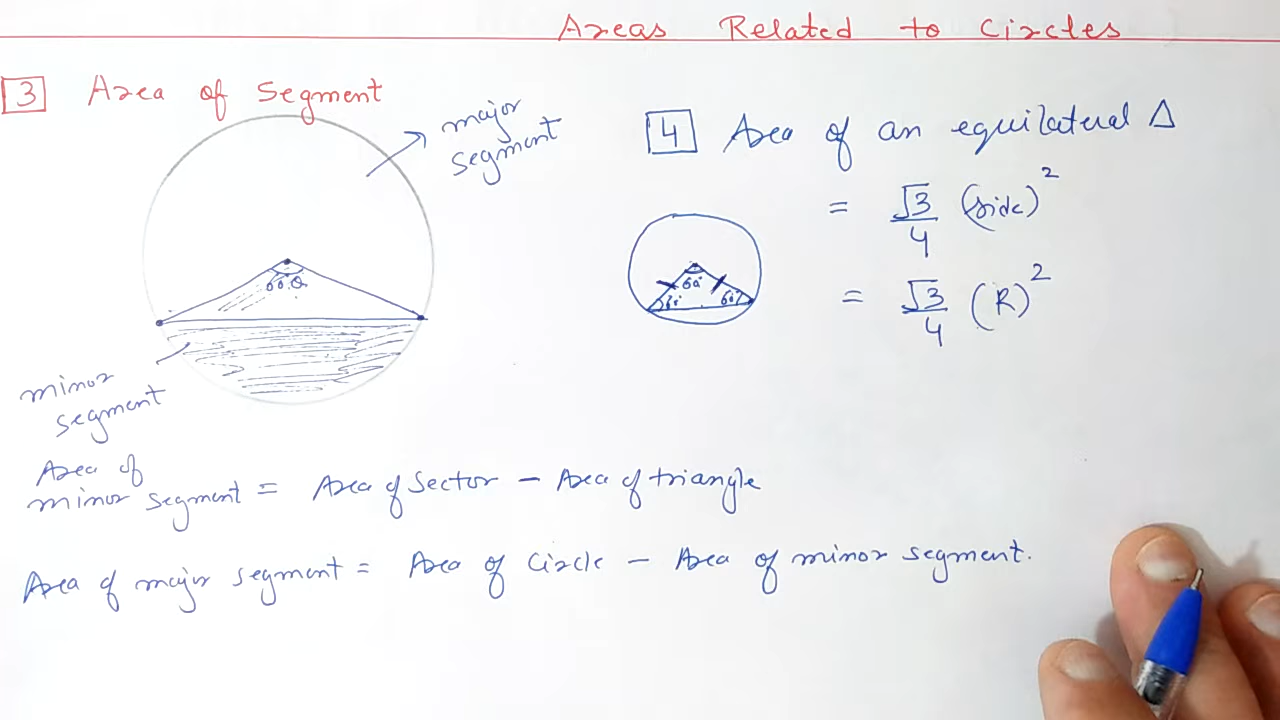 Areas Related to Circles
3 Area of Segment
major
segment
60° θ
minor
segment
4 Area of an equilateral Δ
= √3/4 (side)²
= √3/4 (R)²
60°
60° 60°
Area of
minor segment = Area of Sector - Area of triangle
Area of major segment = Area of Circle - Area of minor segment.